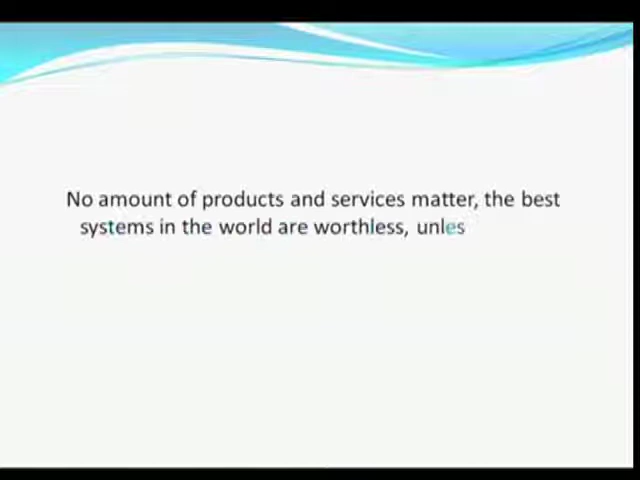 No amount of products and services matter, the best
systems in the world are worthless, unles